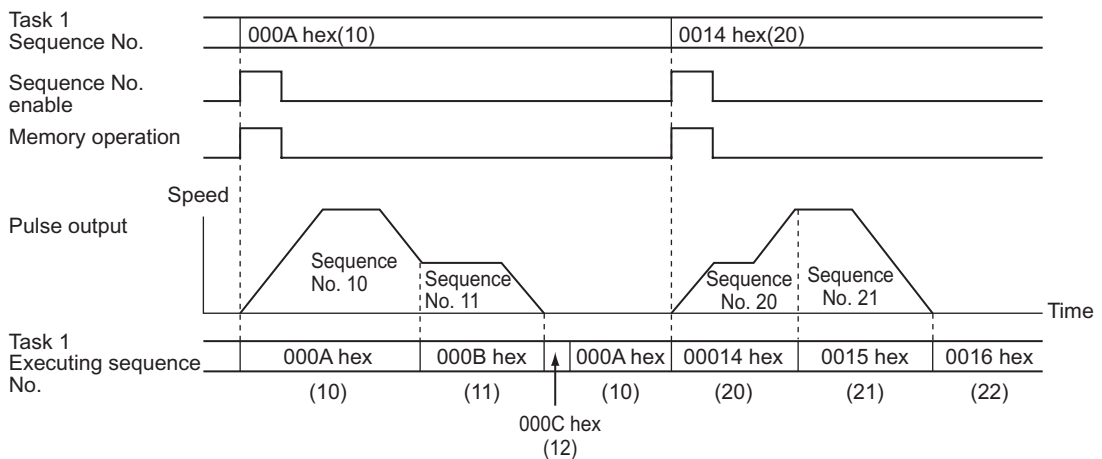 Task 1
Sequence No.
000A hex(10)
0014 hex(20)
Sequence No.
enable
Memory operation
Speed
Pulse output
Sequence
No. 10
Sequence
No. 11
Sequence
No. 20
Sequence
No. 21
Time
Task 1
Executing sequence
No.
000A hex
000B hex
000A hex
00014 hex
0015 hex
0016 hex
(10)
(11)
(10)
(20)
(21)
(22)
000C hex
(12)